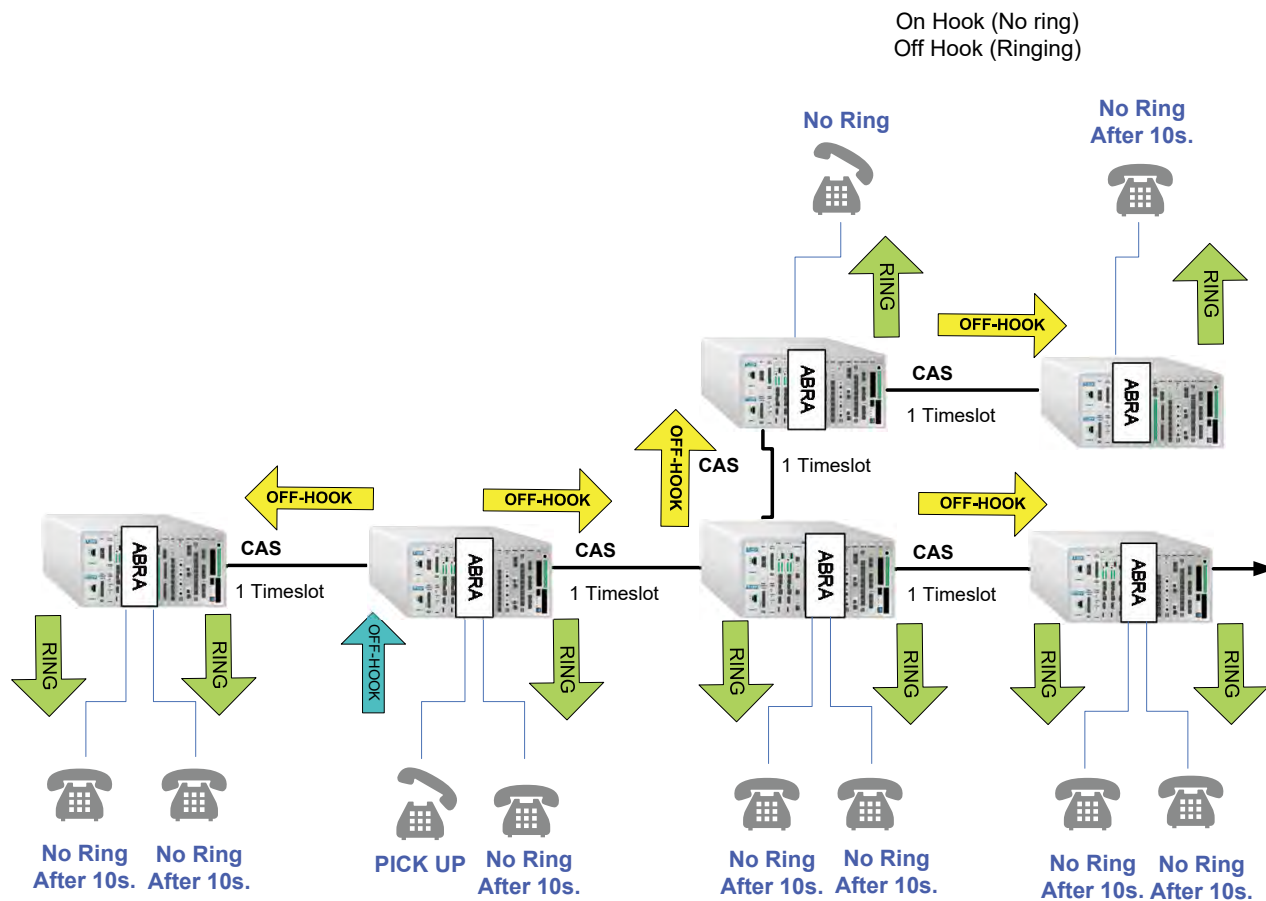 On Hook (No ring)
Off Hook (Ringing)
No Ring
No Ring
After 10s.
RING
RING
OFF-HOOK
ABRA
ABRA
CAS
1 Timeslot
OFF-HOOK
CAS
1 Timeslot
OFF-HOOK
OFF-HOOK
OFF-HOOK
ABRA
CAS
1 Timeslot
ABRA
CAS
1 Timeslot
ABRA
CAS
1 Timeslot
ABRA
RING
RING
OFF-HOOK
RING
RING
RING
RING
RING
No Ring
After 10s.
No Ring
After 10s.
PICK UP
No Ring
After 10s.
No Ring
After 10s.
No Ring
After 10s.
No Ring
After 10s.
No Ring
After 10s.